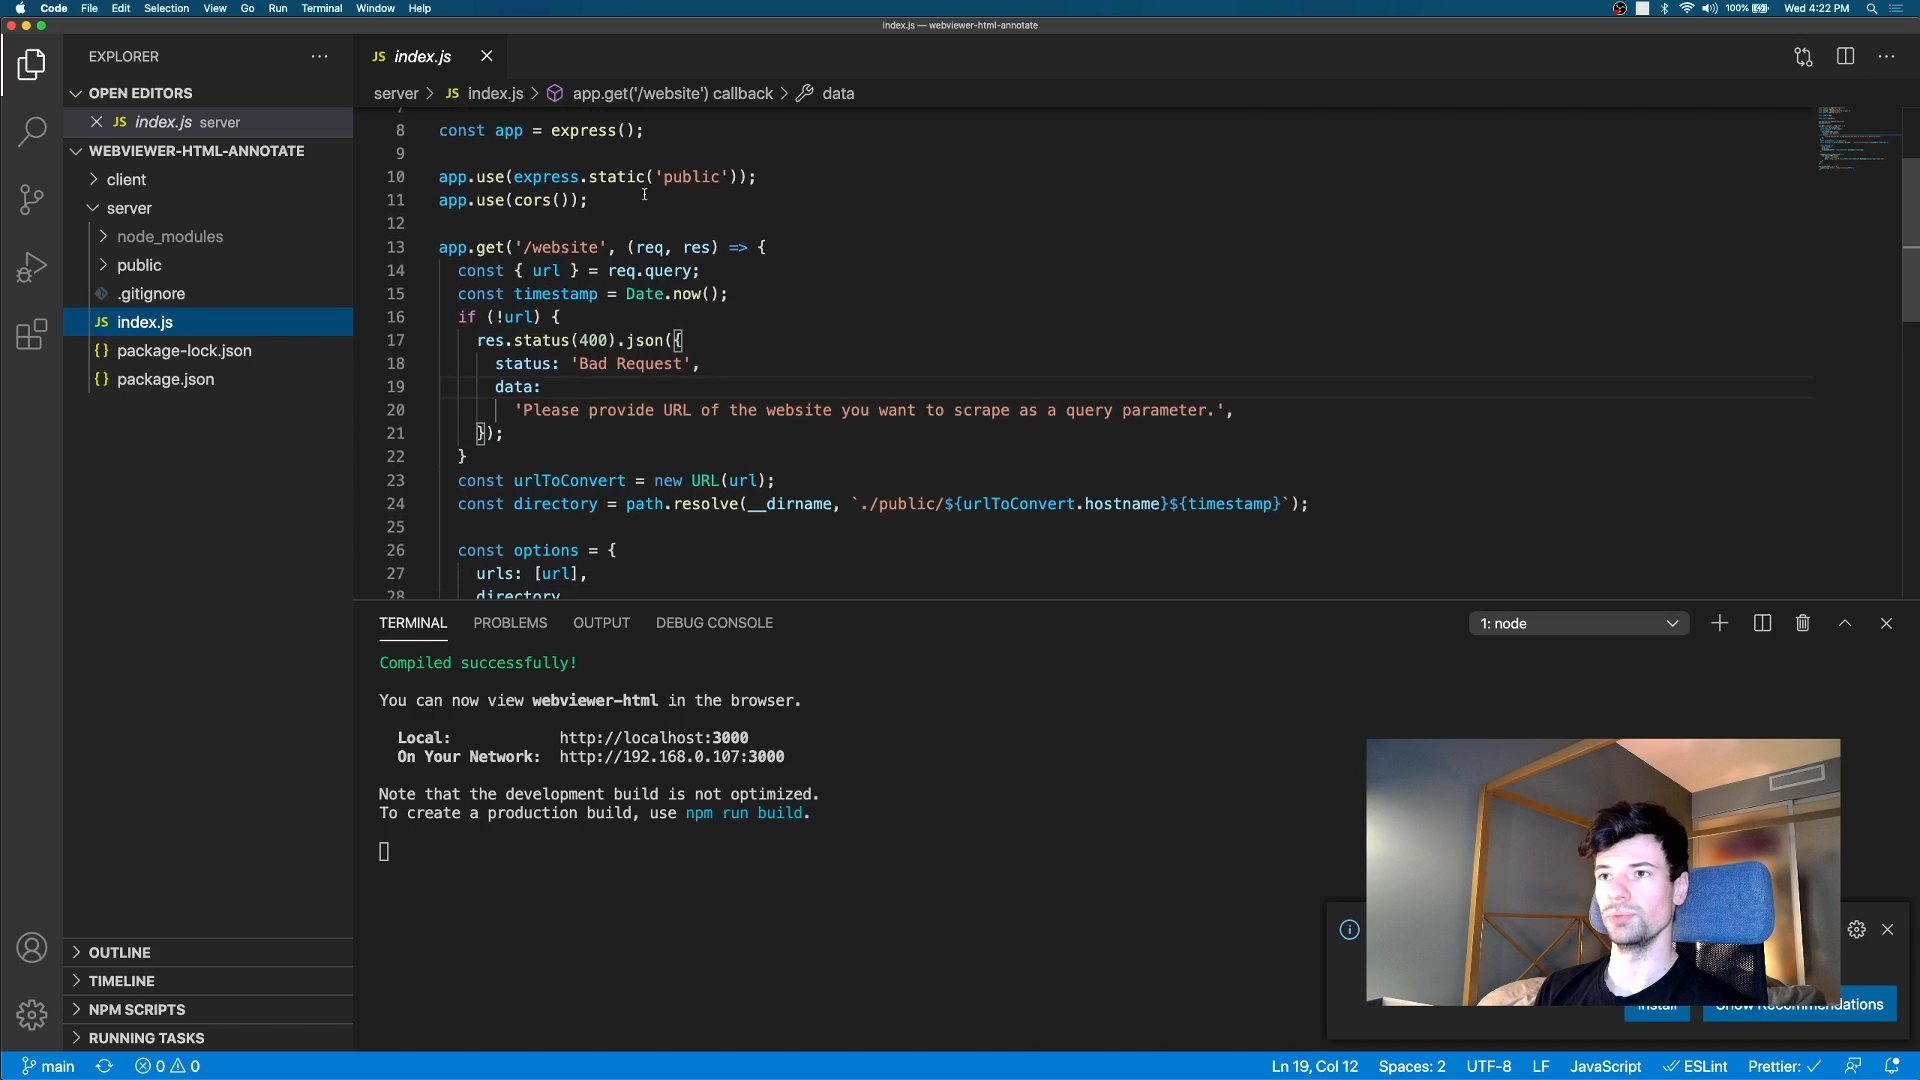 Code File Edit Selection View Go Run Terminal Window Help
100%
Wed 4:22 PM
index.js — webviewer-html-annotate
EXPLORER
OPEN EDITORS
JS index.js server
WEBVIEWER-HTML-ANNOTATE
client
server
node_modules
public
.gitignore
JS index.js
{} package-lock.json
{} package.json
OUTLINE
TIMELINE
NPM SCRIPTS
RUNNING TASKS
JS index.js
server > JS index.js > app.get('/website') callback > data
8 const app = express();
9
10 app.use(express.static('public'));
11 app.use(cors());
12
13 app.get('/website', (req, res) => {
14 const { url } = req.query;
15 const timestamp = Date.now();
16 if (!url) {
17 res.status(400).json({
18 status: 'Bad Request',
19 data:
20 'Please provide URL of the website you want to scrape as a query parameter.',
21 });
22 }
23 const urlToConvert = new URL(url);
24 const directory = path.resolve(__dirname, `./public/${urlToConvert.hostname}${timestamp}`);
25
26 const options = {
27 urls: [url],
28 directory
TERMINAL PROBLEMS OUTPUT DEBUG CONSOLE
1: node
Compiled successfully!
You can now view webviewer-html in the browser.
Local: http://localhost:3000
On Your Network: http://192.168.0.107:3000
Note that the development build is not optimized.
To create a production build, use npm run build.
Install
Show Recommendations
main
0 0
Ln 19, Col 12
Spaces: 2
UTF-8
LF
JavaScript
ESLint
Prettier: ✓